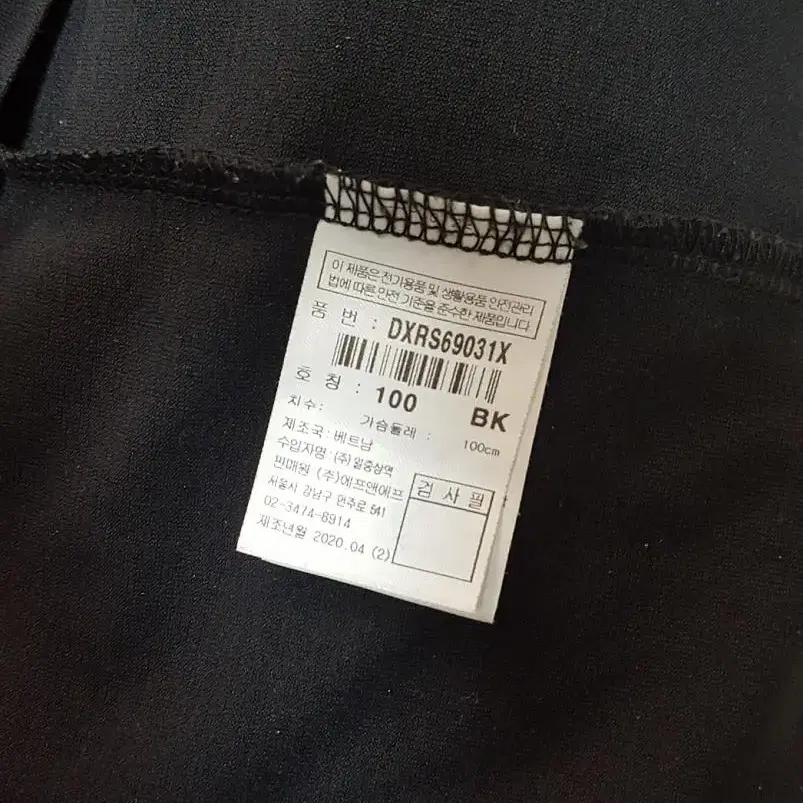 이 제품은 전기용품 및 생활용품 안전관리
법에 따른 안전 기준을 준수한 제품입니다
품 번 : DXRS69031X
호 칭 : 100 BK
치수 : 가슴둘레 : 100cm
제조국 : 베트남
수입자명 : (주)일중상역
판매원 (주)에프앤에프
서울시 강남구 언주로 541
02-3474-8914
제조년월 2020.04 (2)
검 사 필